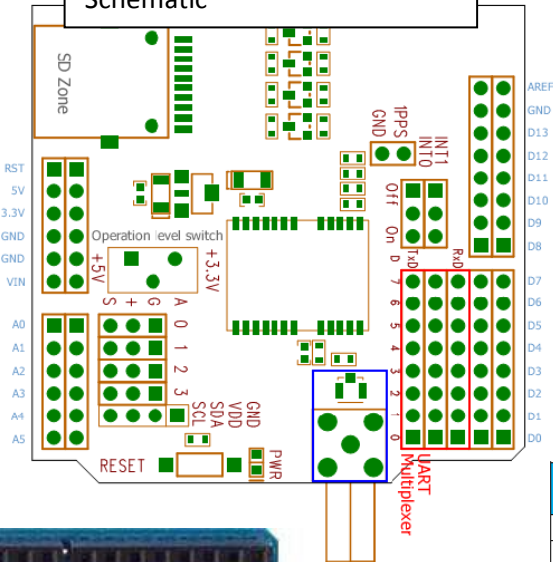 Schematic
SD Zone
AREF
GND
D13
D12
D11
D10
D9
D8
1PPS
GND
INT1
INT0
Off
On
RST
5V
3.3V
GND
GND
VIN
Operation level switch
+5V
+3.3V
S + G A
0
1
2
3
A0
A1
A2
A3
A4
A5
SCL
SDA
VDD
GND
RESET
PWR
D
TxD
RxD
7
6
5
4
3
2
1
0
D7
D6
D5
D4
D3
D2
D1
D0
UART
Multiplexer